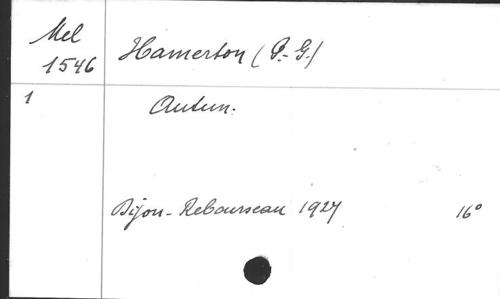 Mel
1546
Hamerton (P.-G.)
1
Autun.
Dijon - Rebourseau 1927
16°